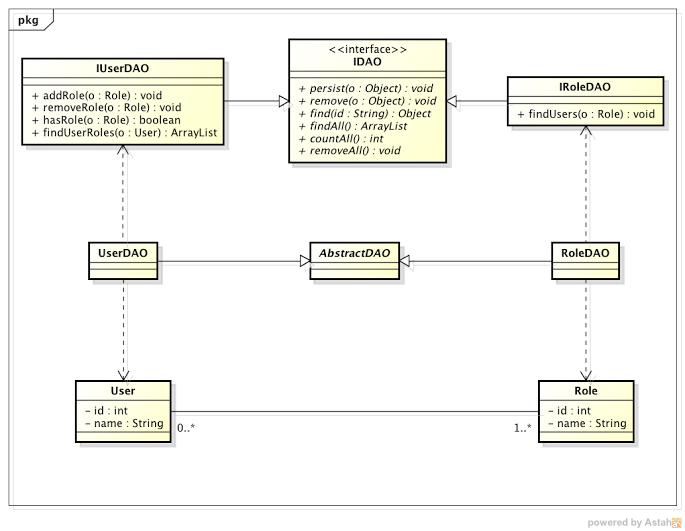 pkg
IUserDAO
+ addRole(o : Role) : void
+ removeRole(o : Role) : void
+ hasRole(o : Role) : boolean
+ findUserRoles(o : User) : ArrayList
<<interface>>
IDAO
+ persist(o : Object) : void
+ remove(o : Object) : void
+ find(id : String) : Object
+ findAll() : ArrayList
+ countAll() : int
+ removeAll() : void
IRoleDAO
+ findUsers(o : Role) : void
UserDAO
AbstractDAO
RoleDAO
User
- id : int
- name : String
0..*
1..*
Role
- id : int
- name : String
powered by Astah